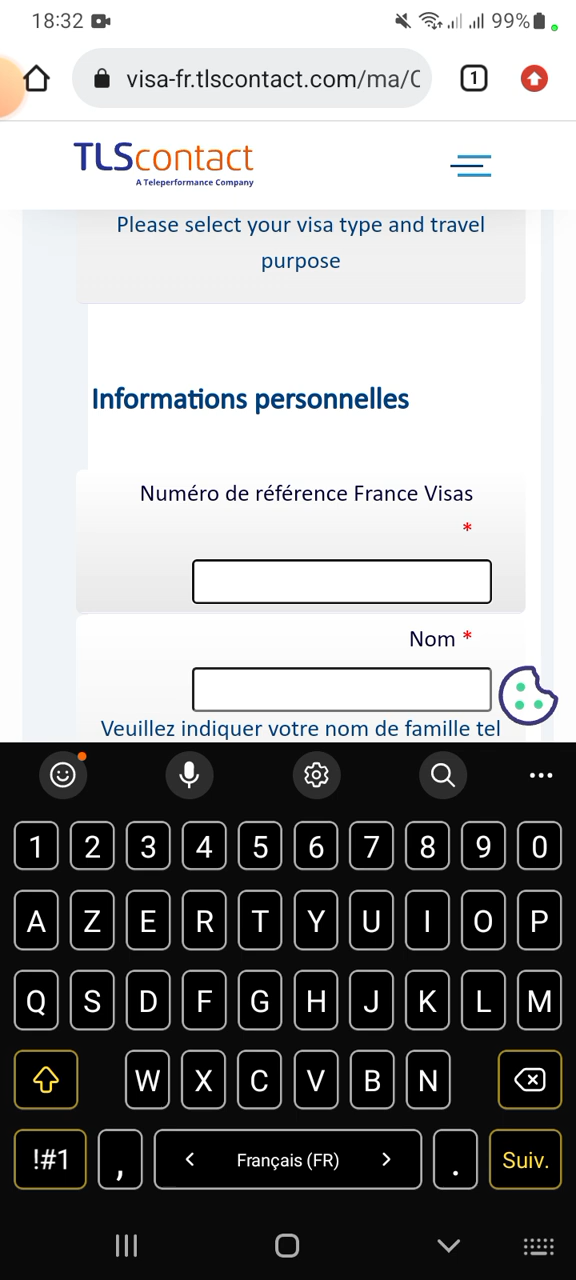 18:32
99%
visa-fr.tlscontact.com/ma/C
1
TLScontact
A Teleperformance Company
Please select your visa type and travel
purpose
Informations personnelles
Numéro de référence France Visas
*
Nom *
Veuillez indiquer votre nom de famille tel
1 2 3 4 5 6 7 8 9 0
A Z E R T Y U I O P
Q S D F G H J K L M
W X C V B N
!#1 , < Français (FR) > . Suiv.